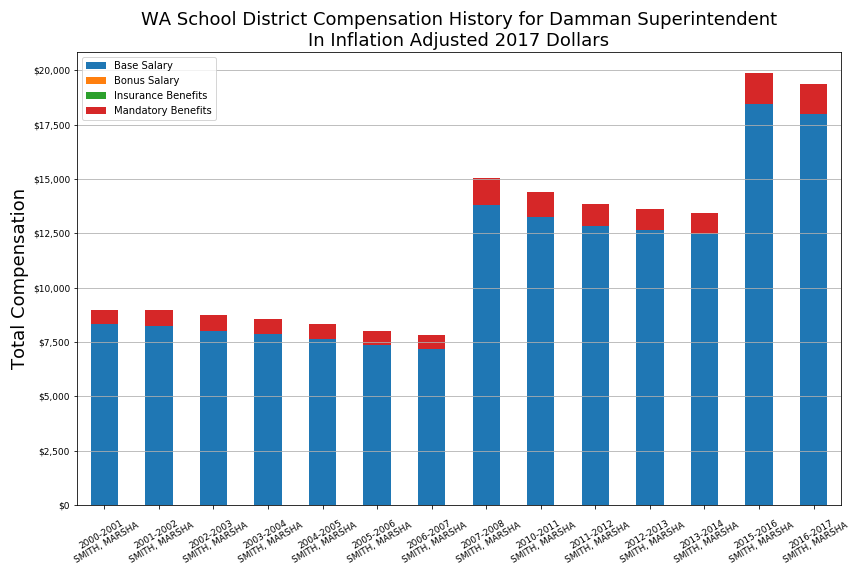 WA School District Compensation History for Damman Superintendent
In Inflation Adjusted 2017 Dollars
Base Salary
Bonus Salary
Insurance Benefits
Mandatory Benefits
Total Compensation
$20,000
$17,500
$15,000
$12,500
$10,000
$7,500
$5,000
$2,500
$0
2000-2001
SMITH, MARSHA
2001-2002
SMITH, MARSHA
2002-2003
SMITH, MARSHA
2003-2004
SMITH, MARSHA
2004-2005
SMITH, MARSHA
2005-2006
SMITH, MARSHA
2006-2007
SMITH, MARSHA
2007-2008
SMITH, MARSHA
2010-2011
SMITH, MARSHA
2011-2012
SMITH, MARSHA
2012-2013
SMITH, MARSHA
2013-2014
SMITH, MARSHA
2015-2016
SMITH, MARSHA
2016-2017
SMITH, MARSHA